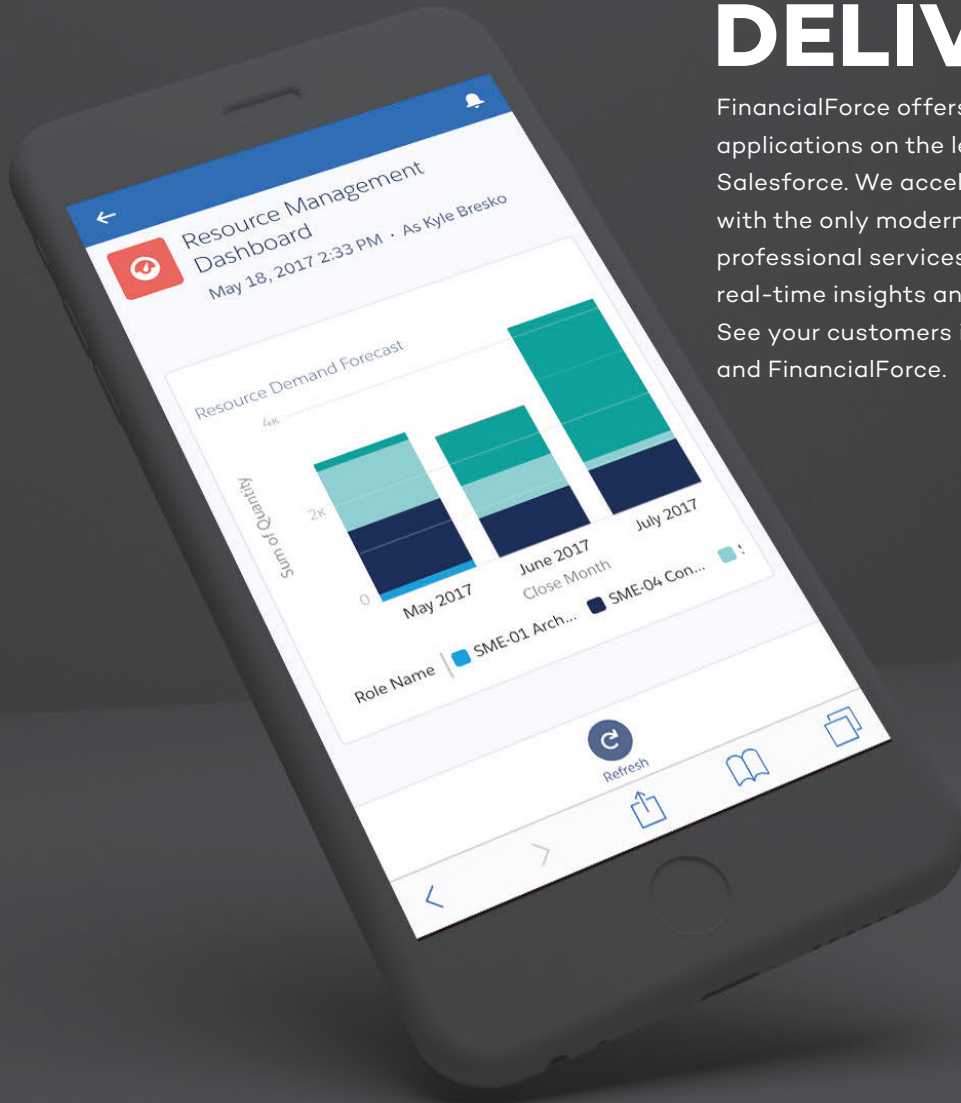 DELIV
FinancialForce offers
applications on the le
Salesforce. We accel
with the only modern
professional services
real-time insights an
See your customers i
and FinancialForce.
Resource Management
Dashboard
May 18, 2017 2:33 PM · As Kyle Bresko
Resource Demand Forecast
4K
2K
0
Sum of Quantity
May 2017
June 2017
July 2017
Close Month
Role Name
SME-01 Arch...
SME-04 Con...
Refresh